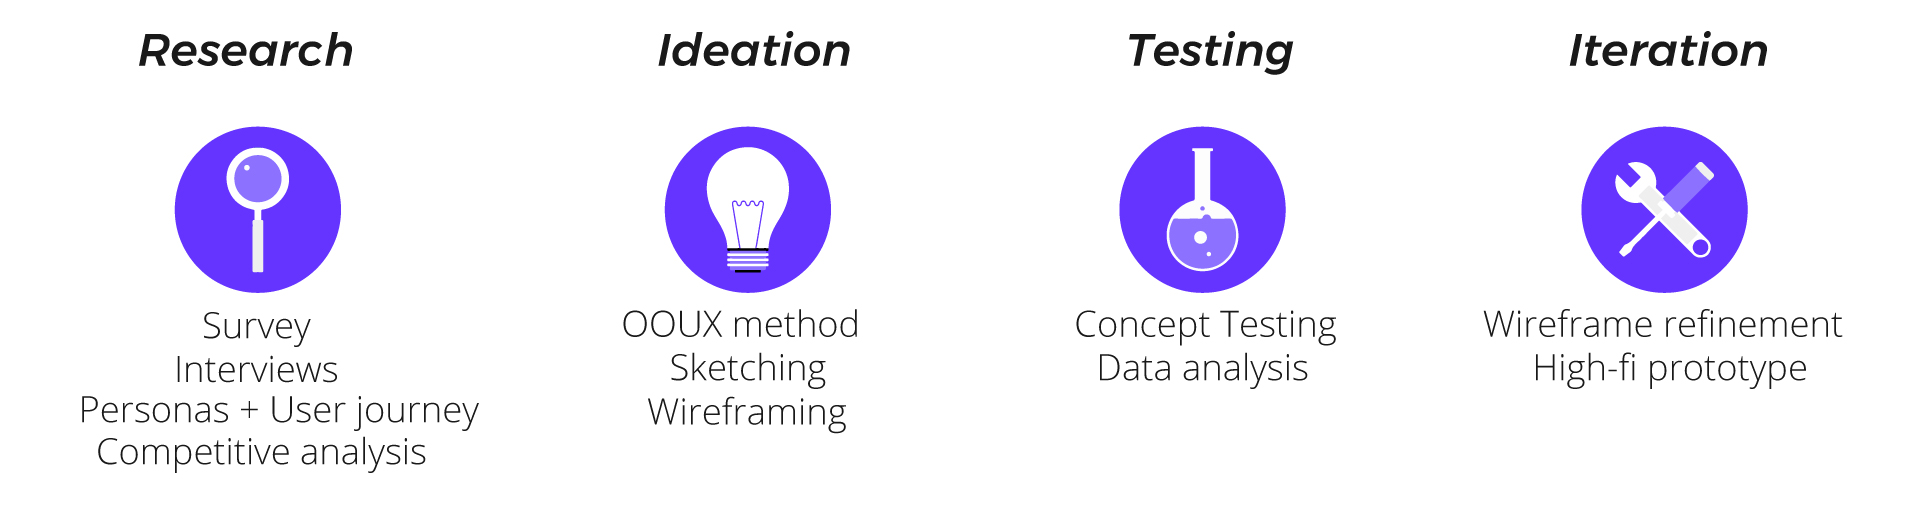 Research
Survey
Interviews
Personas + User journey
Competitive analysis
Ideation
OOUX method
Sketching
Wireframing
Testing
Concept Testing
Data analysis
Iteration
Wireframe refinement
High-fi prototype